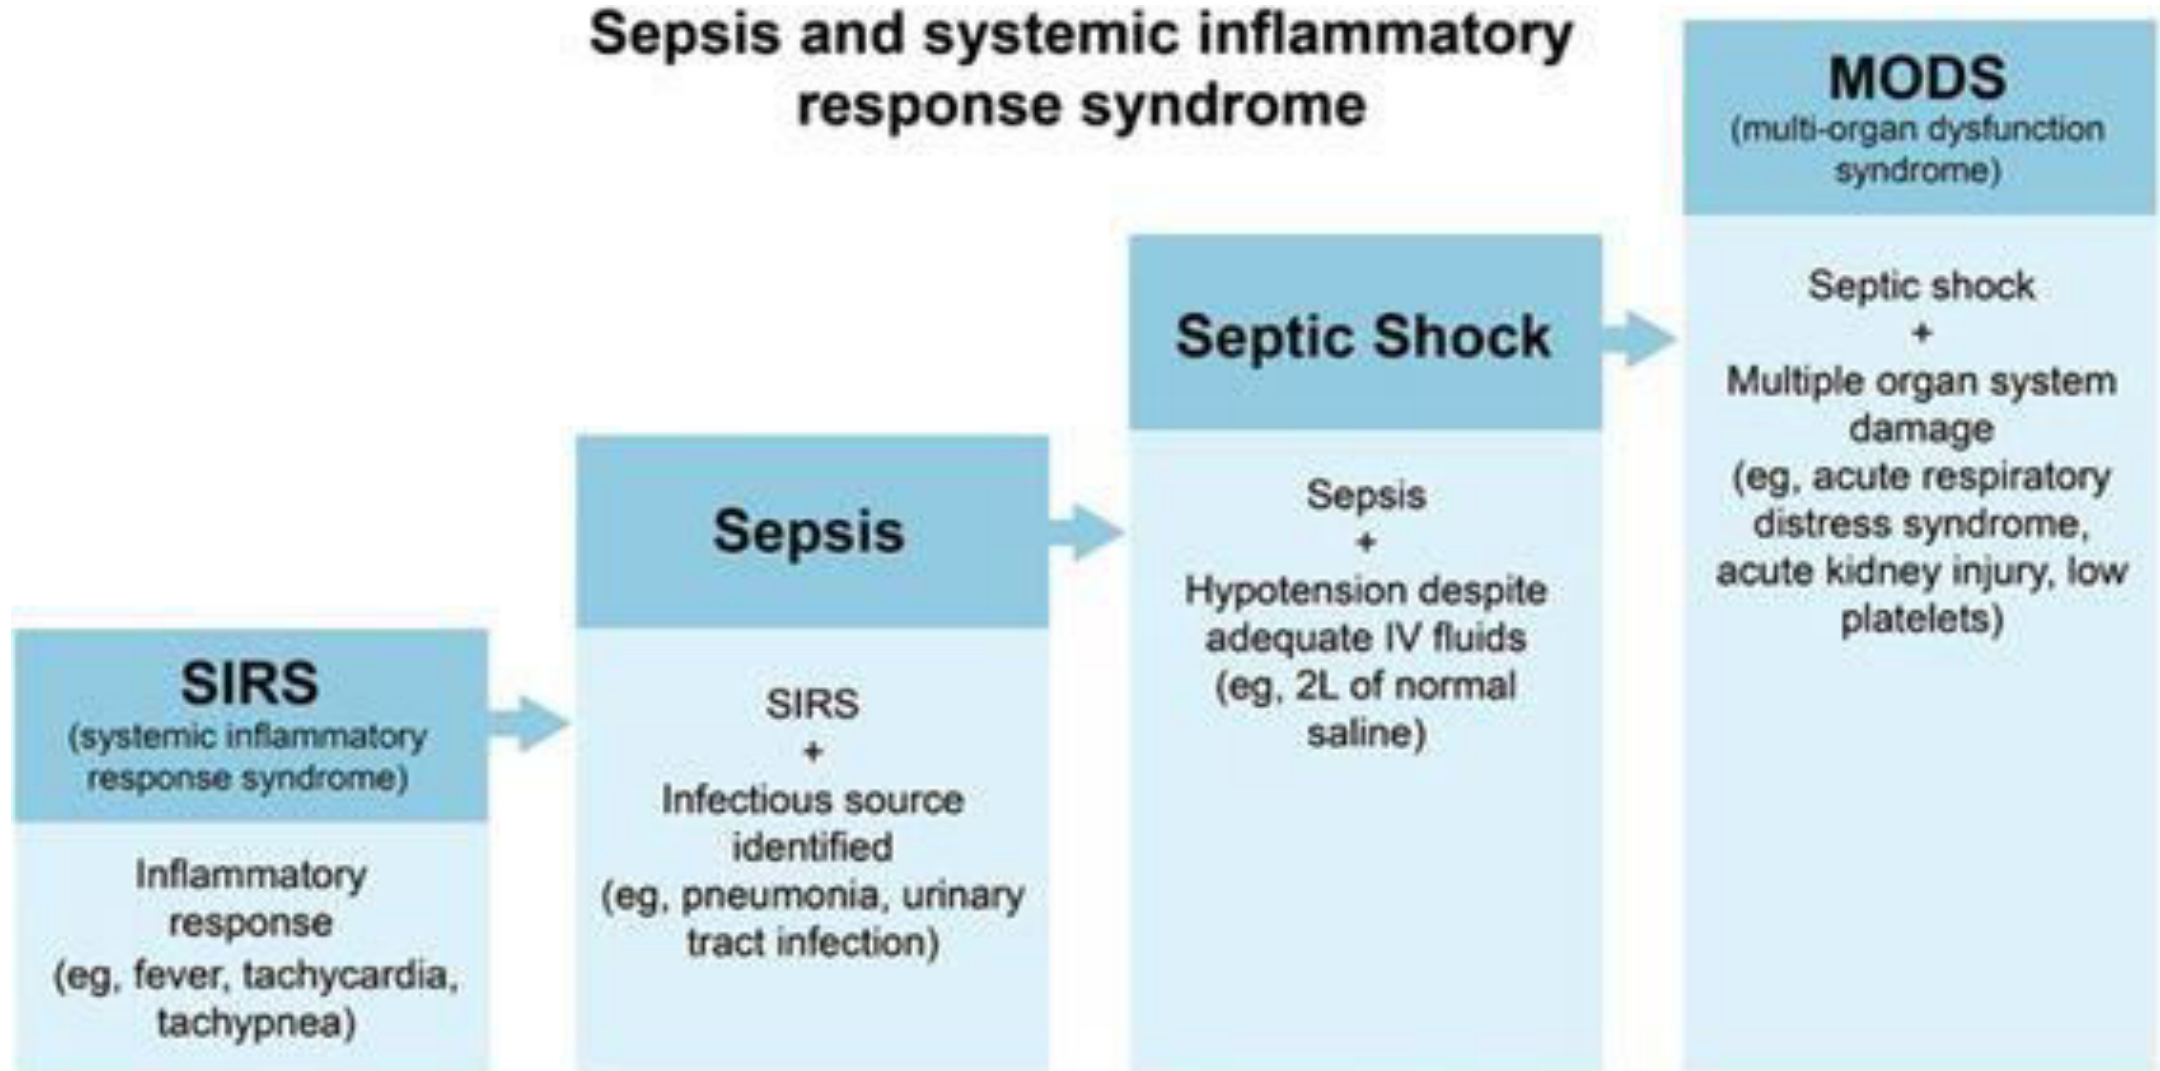 Sepsis and systemic inflammatory
response syndrome
SIRS
(systemic inflammatory
response syndrome)
Inflammatory
response
(eg, fever, tachycardia,
tachypnea)
Sepsis
SIRS
+
Infectious source
identified
(eg, pneumonia, urinary
tract infection)
Septic Shock
Sepsis
+
Hypotension despite
adequate IV fluids
(eg, 2L of normal
saline)
MODS
(multi-organ dysfunction
syndrome)
Septic shock
+
Multiple organ system
damage
(eg, acute respiratory
distress syndrome,
acute kidney injury, low
platelets)